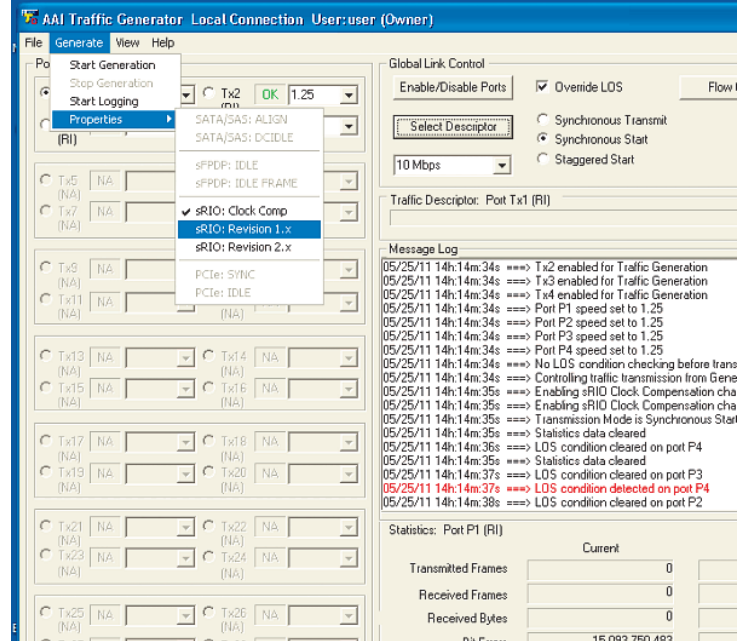 AAI Traffic Generator Local Connection User:user (Owner)
File Generate View Help
Start Generation
Stop Generation
Start Logging
Properties
SATA/SAS: ALIGN
SATA/SAS: DCIDLE
sFPDP: IDLE
sFPDP: IDLE FRAME
sRIO: Clock Comp
sRIO: Revision 1.x
sRIO: Revision 2.x
PCIe: SYNC
PCIe: IDLE
Po
Tx2 OK 1.25
(RI)
Tx5 NA
(NA)
Tx7 NA
(NA)
Tx9 NA
(NA)
Tx11 NA
(NA) (NA)
Tx13 NA Tx14 NA
(NA) (NA)
Tx15 NA Tx16 NA
(NA) (NA)
Tx17 NA Tx18 NA
(NA) (NA)
Tx19 NA Tx20 NA
(NA) (NA)
Tx21 NA Tx22 NA
(NA) (NA)
Tx23 NA Tx24 NA
(NA) (NA)
Tx25 NA Tx26 NA
(NA) (NA)
Global Link Control
Enable/Disable Ports Override LOS Flow
Select Descriptor
Synchronous Transmit
Synchronous Start
Staggered Start
10 Mbps
Traffic Descriptor: Port Tx1 (RI)
Message Log
05/25/11 14h:14m:34s ===> Tx2 enabled for Traffic Generation
05/25/11 14h:14m:34s ===> Tx3 enabled for Traffic Generation
05/25/11 14h:14m:34s ===> Tx4 enabled for Traffic Generation
05/25/11 14h:14m:34s ===> Port P1 speed set to 1.25
05/25/11 14h:14m:34s ===> Port P2 speed set to 1.25
05/25/11 14h:14m:34s ===> Port P3 speed set to 1.25
05/25/11 14h:14m:34s ===> Port P4 speed set to 1.25
05/25/11 14h:14m:34s ===> No LOS condition checking before trans
05/25/11 14h:14m:34s ===> Controlling traffic transmission from Gene
05/25/11 14h:14m:35s ===> Enabling sRIO Clock Compensation cha
05/25/11 14h:14m:35s ===> Enabling sRIO Clock Compensation cha
05/25/11 14h:14m:35s ===> Transmission Mode is Synchronous Star
05/25/11 14h:14m:35s ===> Statistics data cleared
05/25/11 14h:14m:36s ===> LOS condition cleared on port P4
05/25/11 14h:14m:35s ===> Statistics data cleared
05/25/11 14h:14m:37s ===> LOS condition cleared on port P3
05/25/11 14h:14m:37s ===> LOS condition detected on port P4
05/25/11 14h:14m:38s ===> LOS condition cleared on port P2
Statistics: Port P1 (RI)
Current
Transmitted Frames 0
Received Frames 0
Received Bytes 0
15,093,750,483